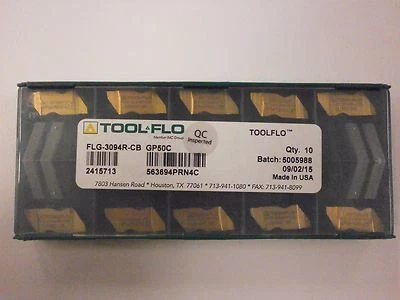 TOOL FLO
Member IMC Group
QC
Inspected
TOOLFLO™
FLG-3094R-CB GP50C
Qty. 10
Batch: 5005988
2415713 563694PRN4C
09/02/15
Made in USA
7803 Hansen Road * Houston, TX 77061 * 713-941-1080 * FAX: 713-941-8099